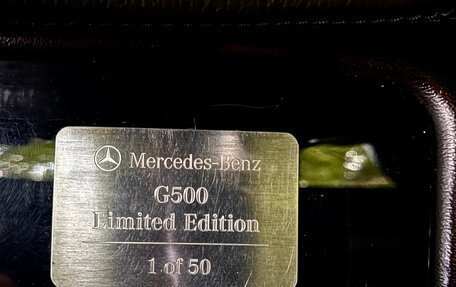 Mercedes-Benz
G500
Limited Edition
1 of 50